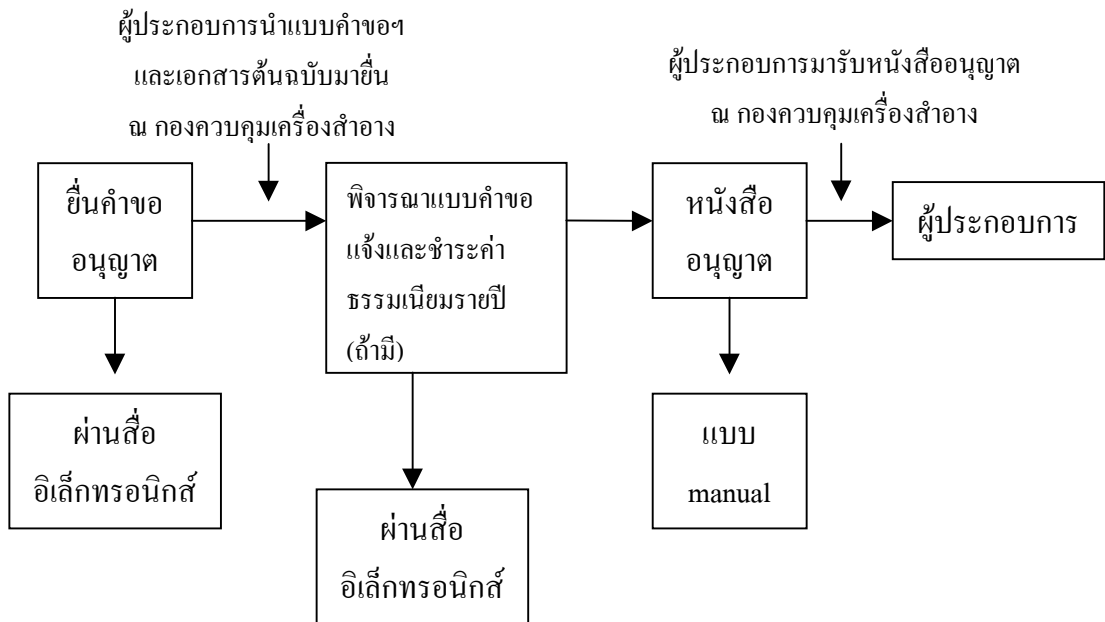 ผู้ประกอบการนำแบบคำขอฯ
และเอกสารต้นฉบับมายื่น
ณ กองควบคุมเครื่องสำอาง
ผู้ประกอบการมารับหนังสืออนุญาต
ณ กองควบคุมเครื่องสำอาง
ยื่นคำขอ
อนุญาต
พิจารณาแบบคำขอ
แจ้งและชำระค่า
ธรรมเนียมรายปี
(ถ้ามี)
หนังสือ
อนุญาต
ผู้ประกอบการ
ผ่านสื่อ
อิเล็กทรอนิกส์
ผ่านสื่อ
อิเล็กทรอนิกส์
แบบ
manual